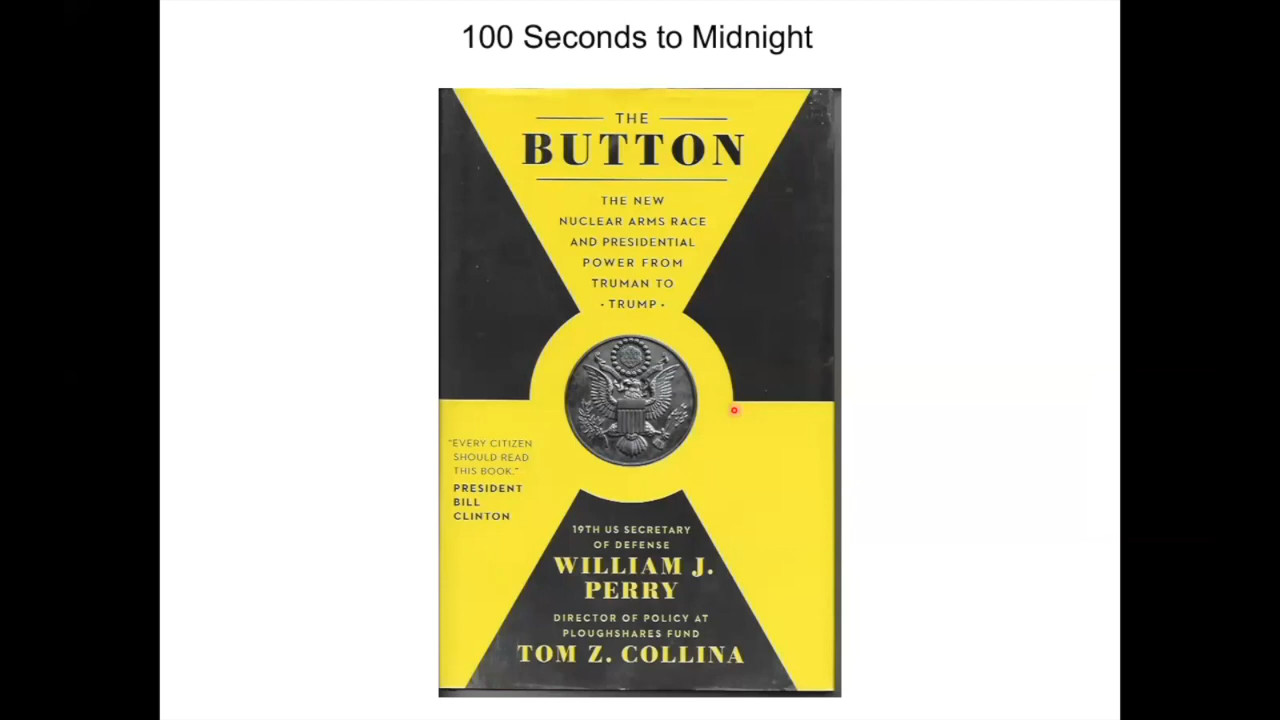 100 Seconds to Midnight
THE
BUTTON
THE NEW
NUCLEAR ARMS RACE
AND PRESIDENTIAL
POWER FROM
TRUMAN TO
• TRUMP •
"EVERY CITIZEN
SHOULD READ
THIS BOOK."
PRESIDENT
BILL
CLINTON
19TH US SECRETARY
OF DEFENSE
WILLIAM J.
PERRY
DIRECTOR OF POLICY AT
PLOUGHSHARES FUND
TOM Z. COLLINA